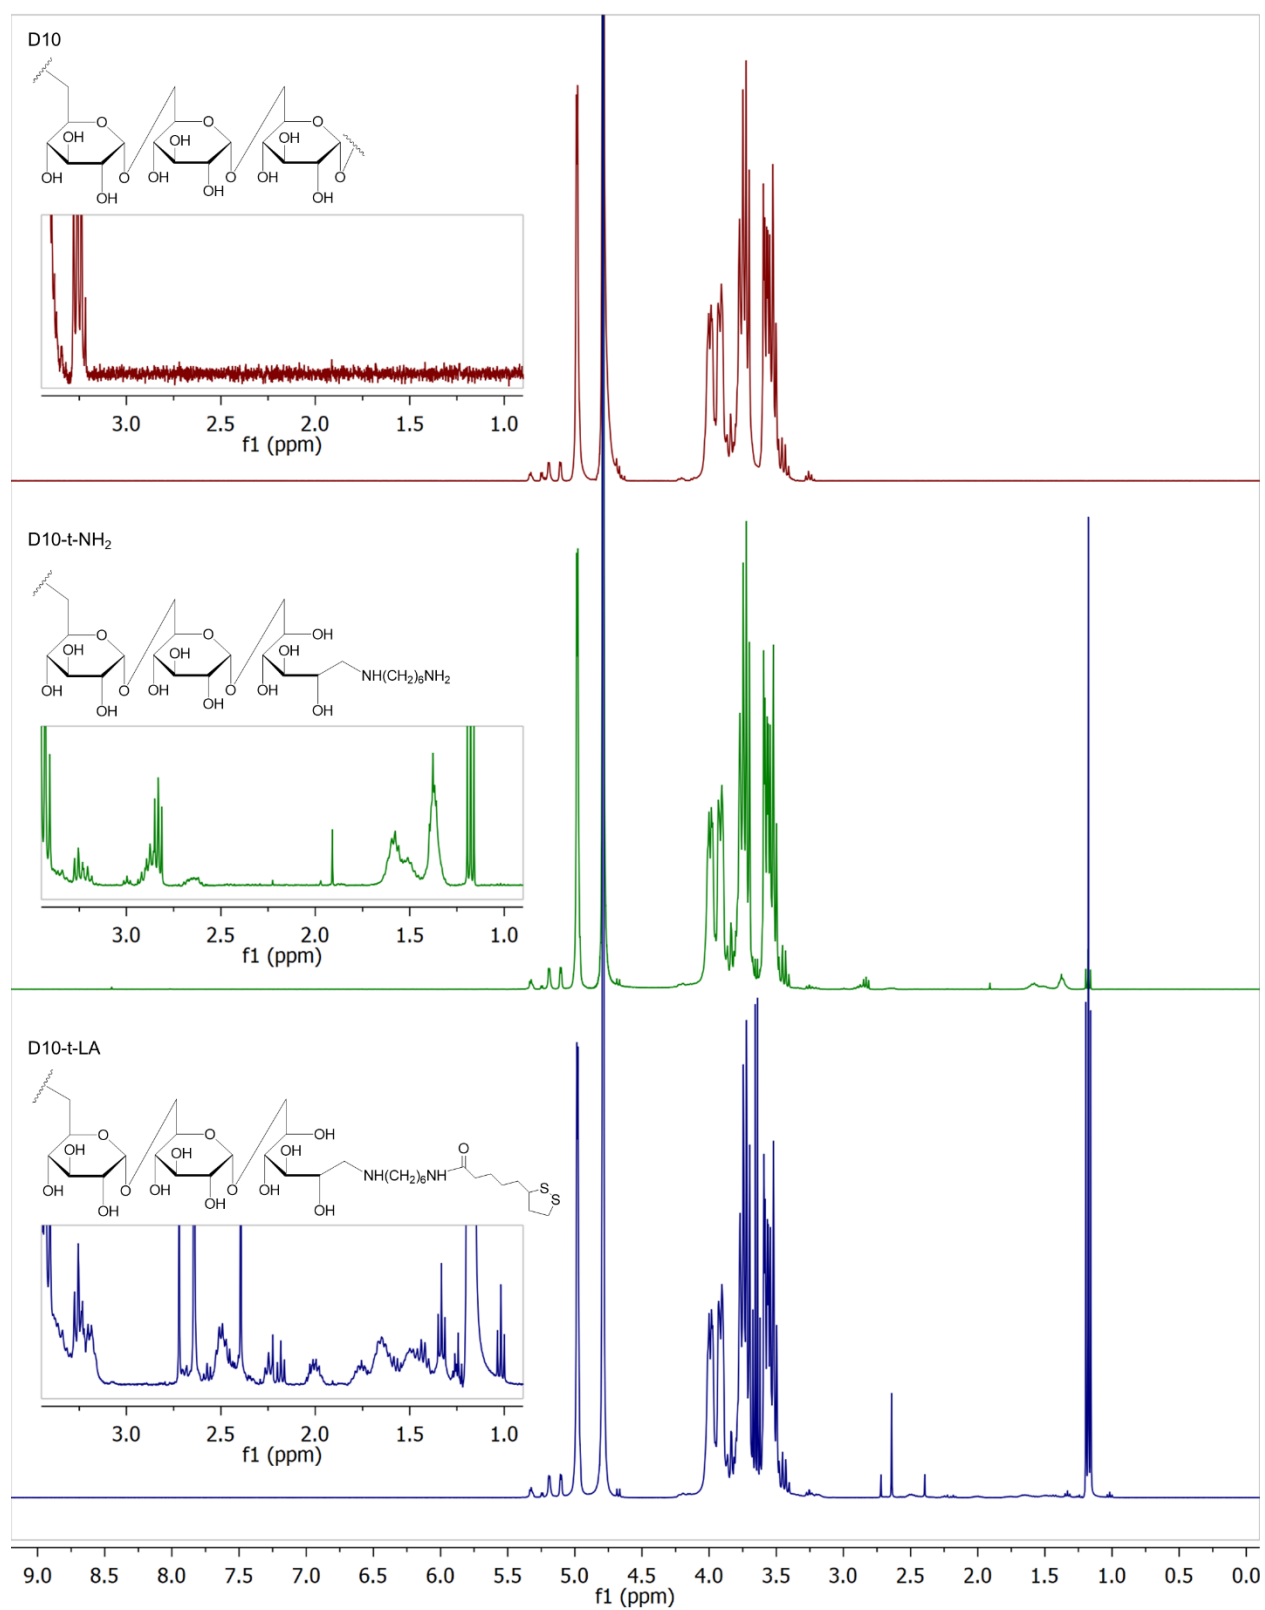 D10
O O O
OH OH OH
OH OH OH
O O O
OH OH OH
3.0 2.5 2.0 1.5 1.0
f1 (ppm)
D10-t-NH₂
O O OH
OH OH OH
NH(CH₂)₆NH₂
OH OH OH
O O
OH OH OH
3.0 2.5 2.0 1.5 1.0
f1 (ppm)
D10-t-LA
O O OH
OH OH OH
O
NH(CH₂)₆NH
S
S
OH OH OH
O O
OH OH OH
3.0 2.5 2.0 1.5 1.0
f1 (ppm)
9.0 8.5 8.0 7.5 7.0 6.5 6.0 5.5 5.0 4.5 4.0 3.5 3.0 2.5 2.0 1.5 1.0 0.5 0.0
f1 (ppm)